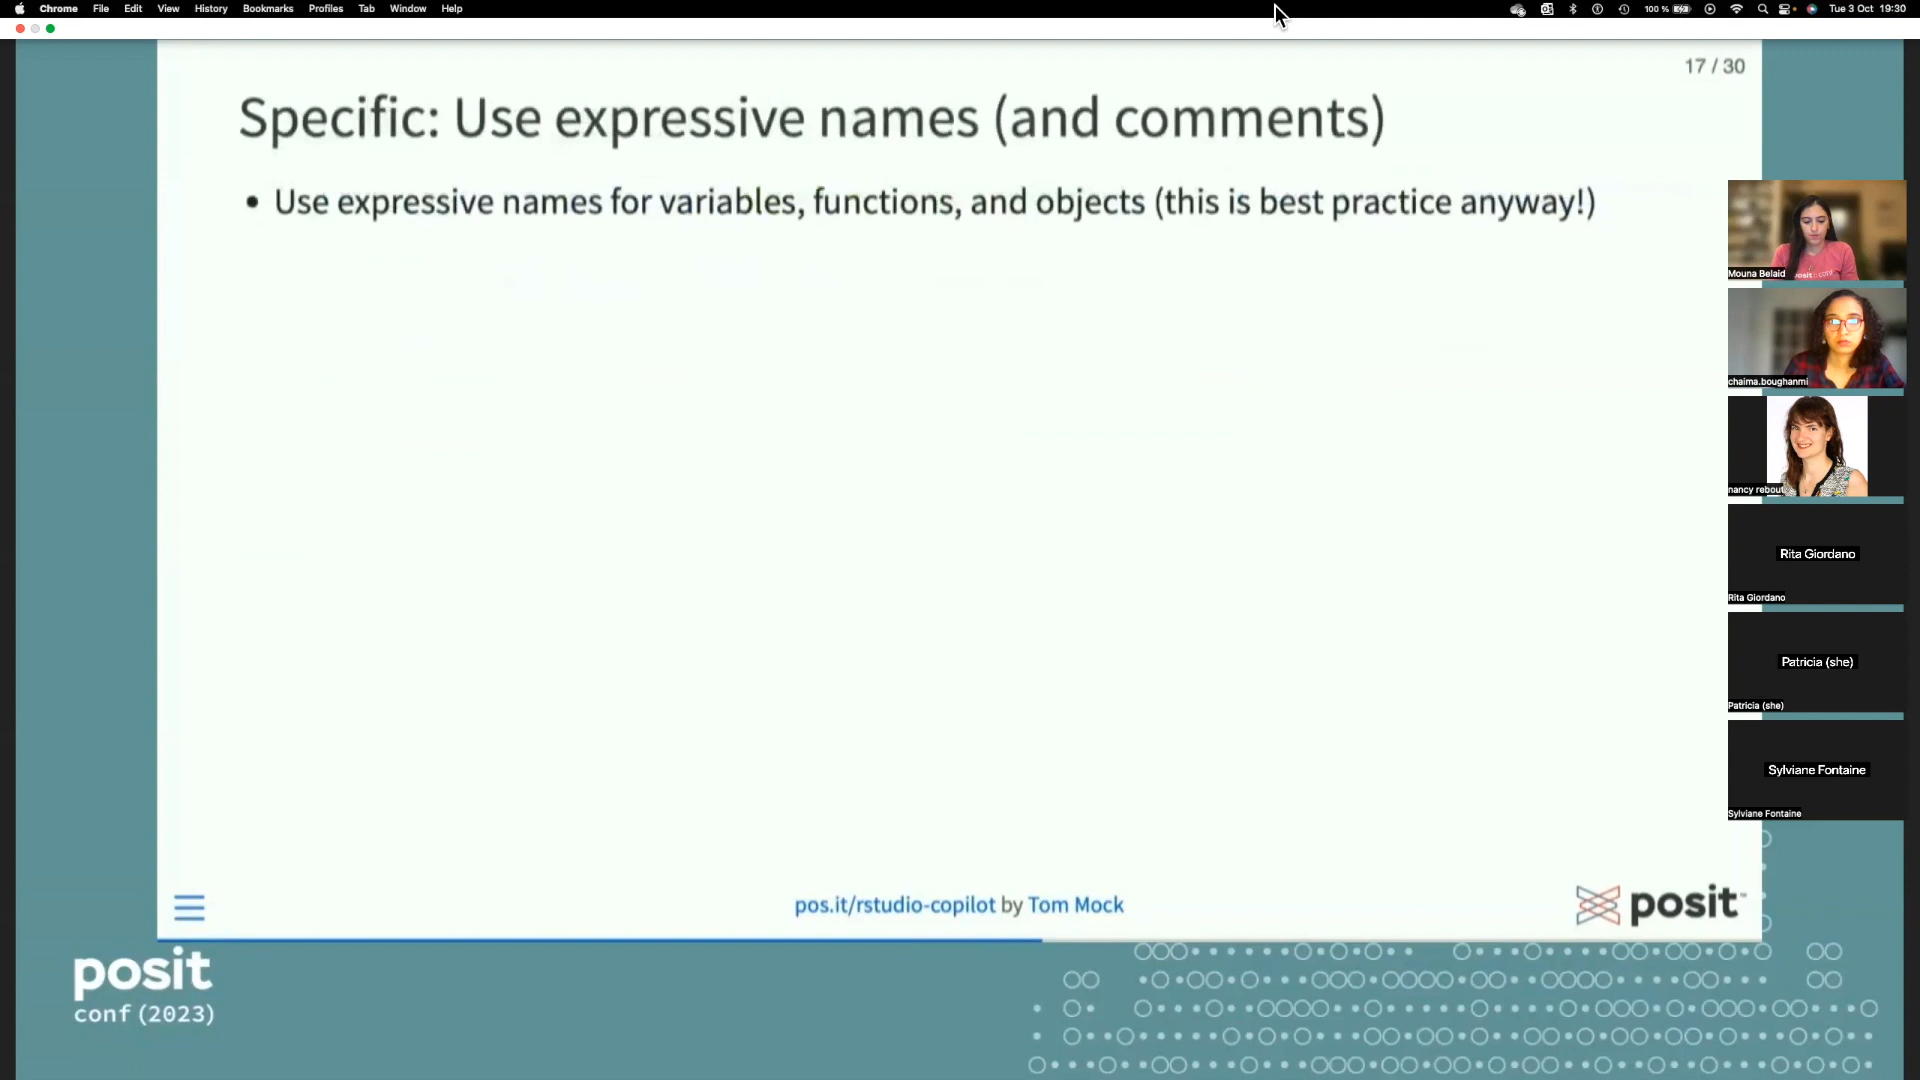 Chrome File Edit View History Bookmarks Profiles Tab Window Help
100 % Tue 3 Oct 19:30
17 / 30
Specific: Use expressive names (and comments)
• Use expressive names for variables, functions, and objects (this is best practice anyway!)
posit::conf
Mouna Belaid
chaima.boughanmi
nancy rebout
Rita Giordano
Rita Giordano
Patricia (she)
Patricia (she)
Sylviane Fontaine
Sylviane Fontaine
pos.it/rstudio-copilot by Tom Mock
posit™
posit
conf (2023)